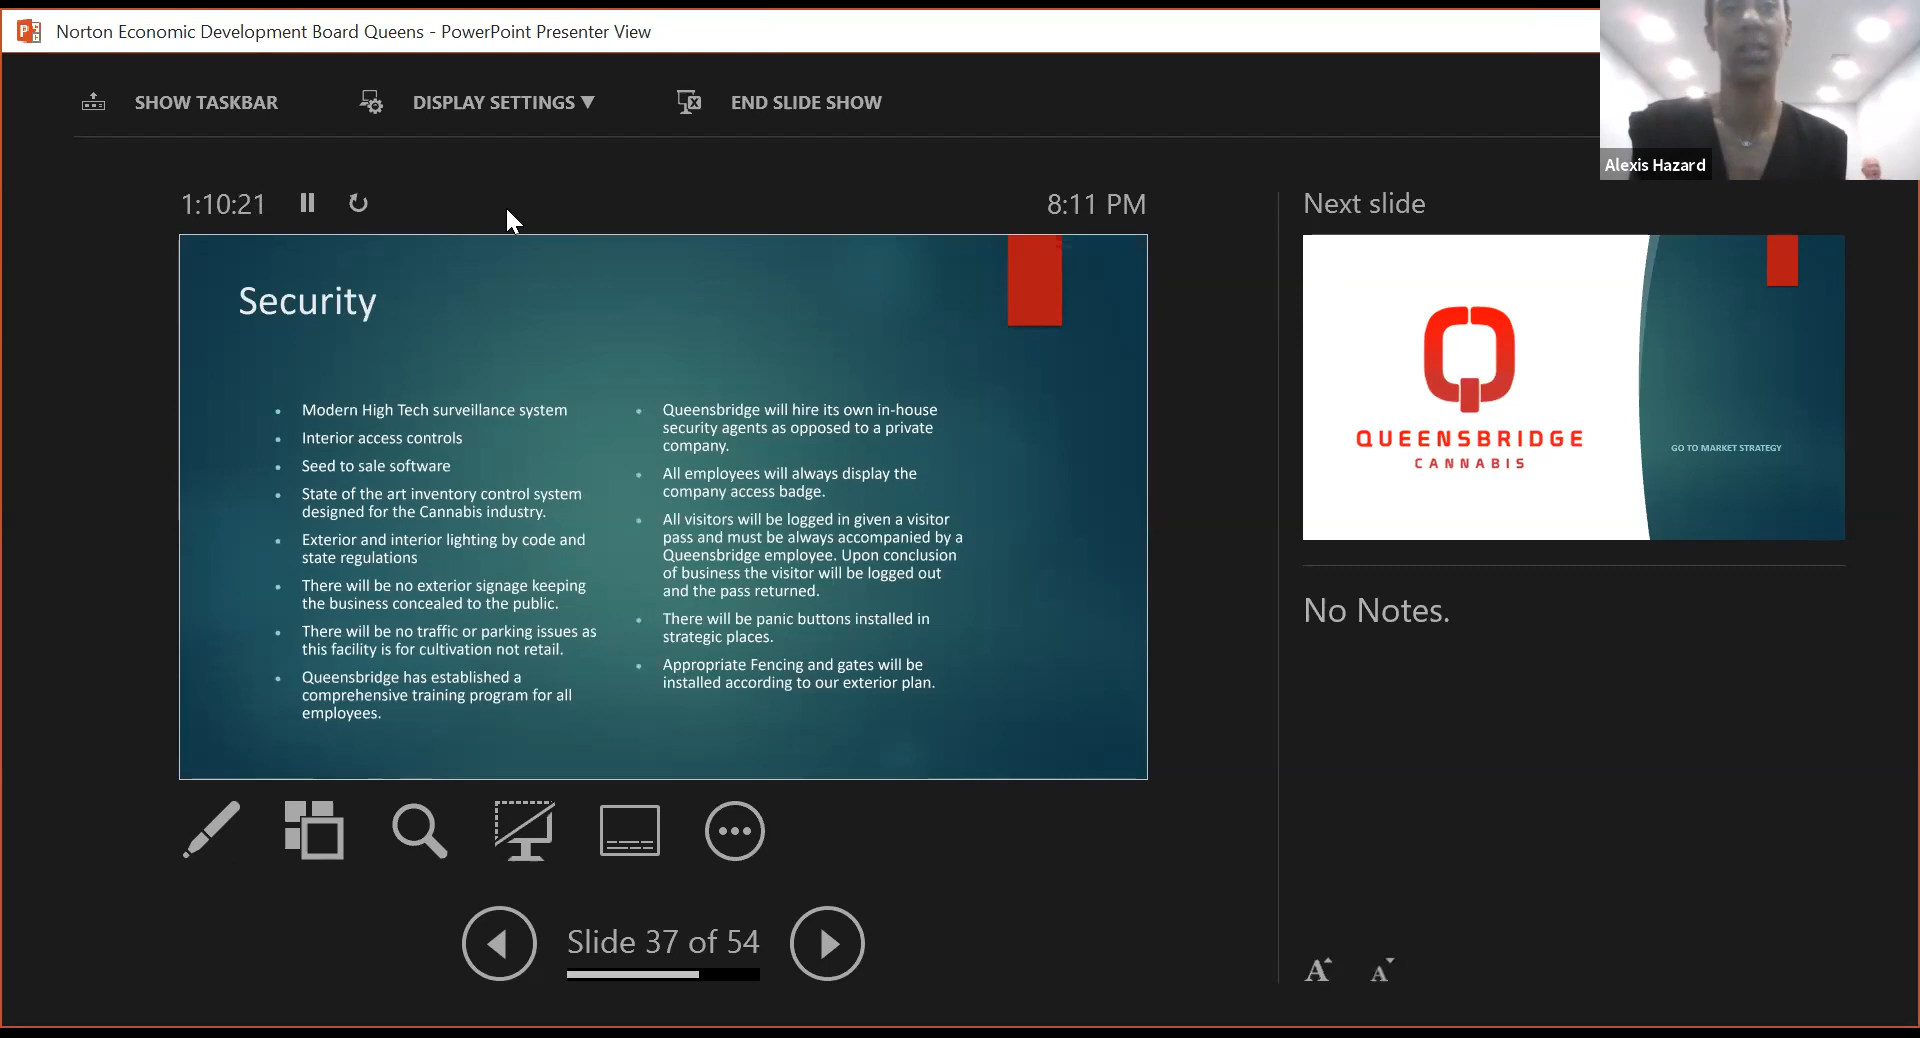 Norton Economic Development Board Queens - PowerPoint Presenter View
SHOW TASKBAR
DISPLAY SETTINGS ▼
END SLIDE SHOW
Alexis Hazard
1:10:21
8:11 PM
Security
Modern High Tech surveillance system
Interior access controls
Seed to sale software
State of the art inventory control system
designed for the Cannabis industry.
Exterior and interior lighting by code and
state regulations
There will be no exterior signage keeping
the business concealed to the public.
There will be no traffic or parking issues as
this facility is for cultivation not retail.
Queensbridge has established a
comprehensive training program for all
employees.
Queensbridge will hire its own in-house
security agents as opposed to a private
company.
All employees will always display the
company access badge.
All visitors will be logged in given a visitor
pass and must be always accompanied by a
Queensbridge employee. Upon conclusion
of business the visitor will be logged out
and the pass returned.
There will be panic buttons installed in
strategic places.
Appropriate Fencing and gates will be
installed according to our exterior plan.
Slide 37 of 54
Next slide
QUEENSBRIDGE
CANNABIS
GO TO MARKET STRATEGY
No Notes.
A A